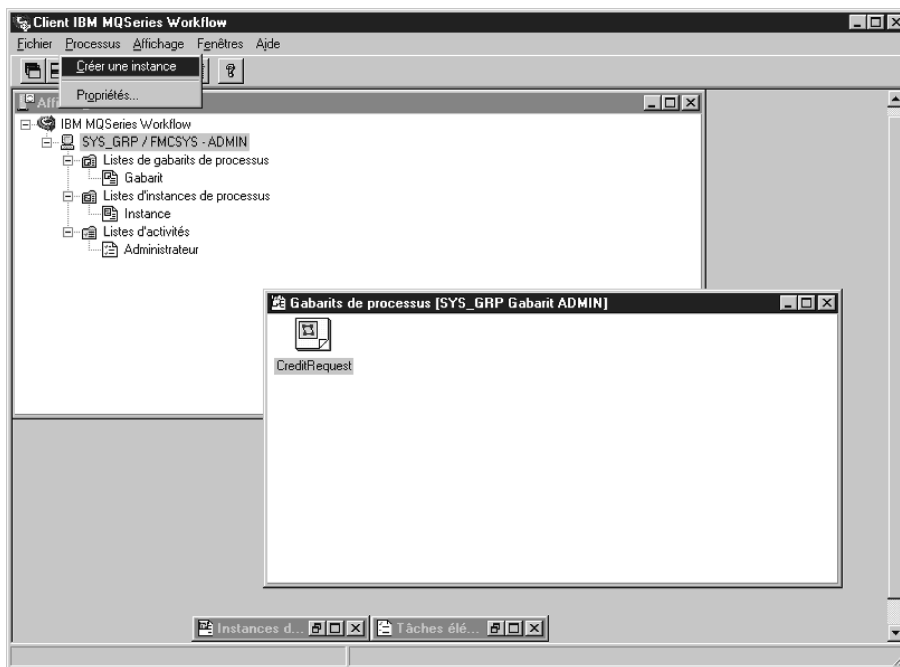 Client IBM MQSeries Workflow
Fichier Processus Affichage Fenêtres Ajde
Créer une instance
Propriétés...
Aff
IBM MQSeries Workflow
SYS_GRP / FMCSYS - ADMIN
Listes de gabarits de processus
Gabarit
Listes d'instances de processus
Instance
Listes d'activités
Administrateur
Gabarits de processus [SYS_GRP Gabarit ADMIN]
CreditRequest
Instances d... Tâches élé...